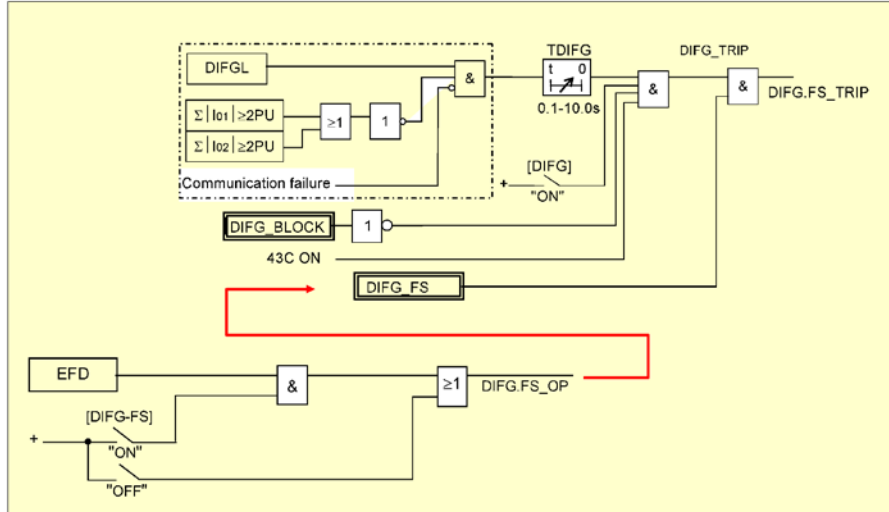 TDIFG
DIFG_TRIP
DIFGL
&
t 0
&
&
DIFG.FS_TRIP
0.1-10.0s
Σ|I01|≥2PU
≥1
1
Σ|I02|≥2PU
[DIFG]
Communication failure
+
"ON"
DIFG_BLOCK
1
43C ON
DIFG_FS
EFD
&
≥1
DIFG.FS_OP
[DIFG-FS]
+
"ON"
"OFF"